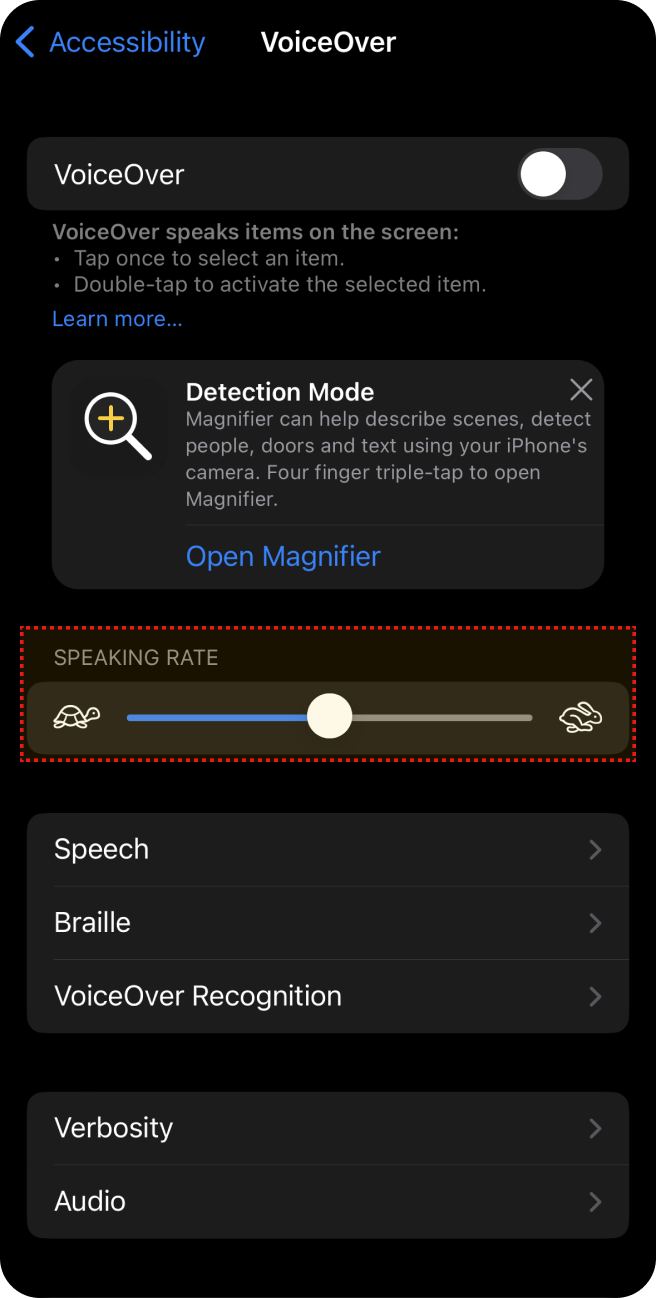 Accessibility
VoiceOver
VoiceOver
VoiceOver speaks items on the screen:
• Tap once to select an item.
• Double-tap to activate the selected item.
Learn more...
Detection Mode
Magnifier can help describe scenes, detect
people, doors and text using your iPhone's
camera. Four finger triple-tap to open
Magnifier.
Open Magnifier
SPEAKING RATE
Speech
Braille
VoiceOver Recognition
Verbosity
Audio